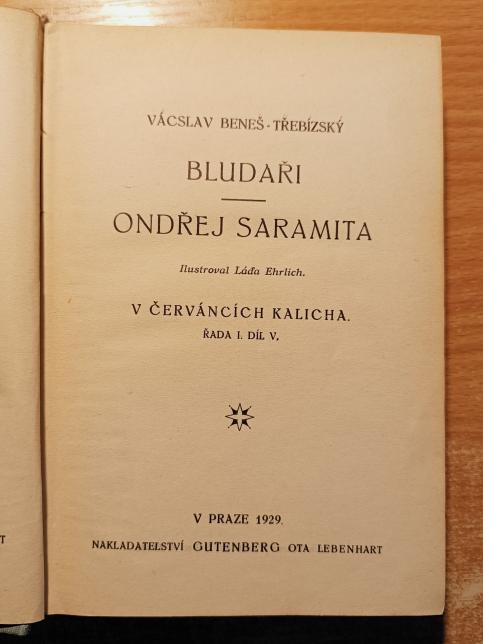 VÁCSLAV BENEŠ-TŘEBÍZSKÝ
BLUDAŘI
ONDŘEJ SARAMITA
Ilustroval Láďa Ehrlich.
V ČERVÁNCÍCH KALICHA.
ŘADA I. DÍL V.
V PRAZE 1929.
NAKLADATELSTVÍ GUTENBERG OTA LEBENHART